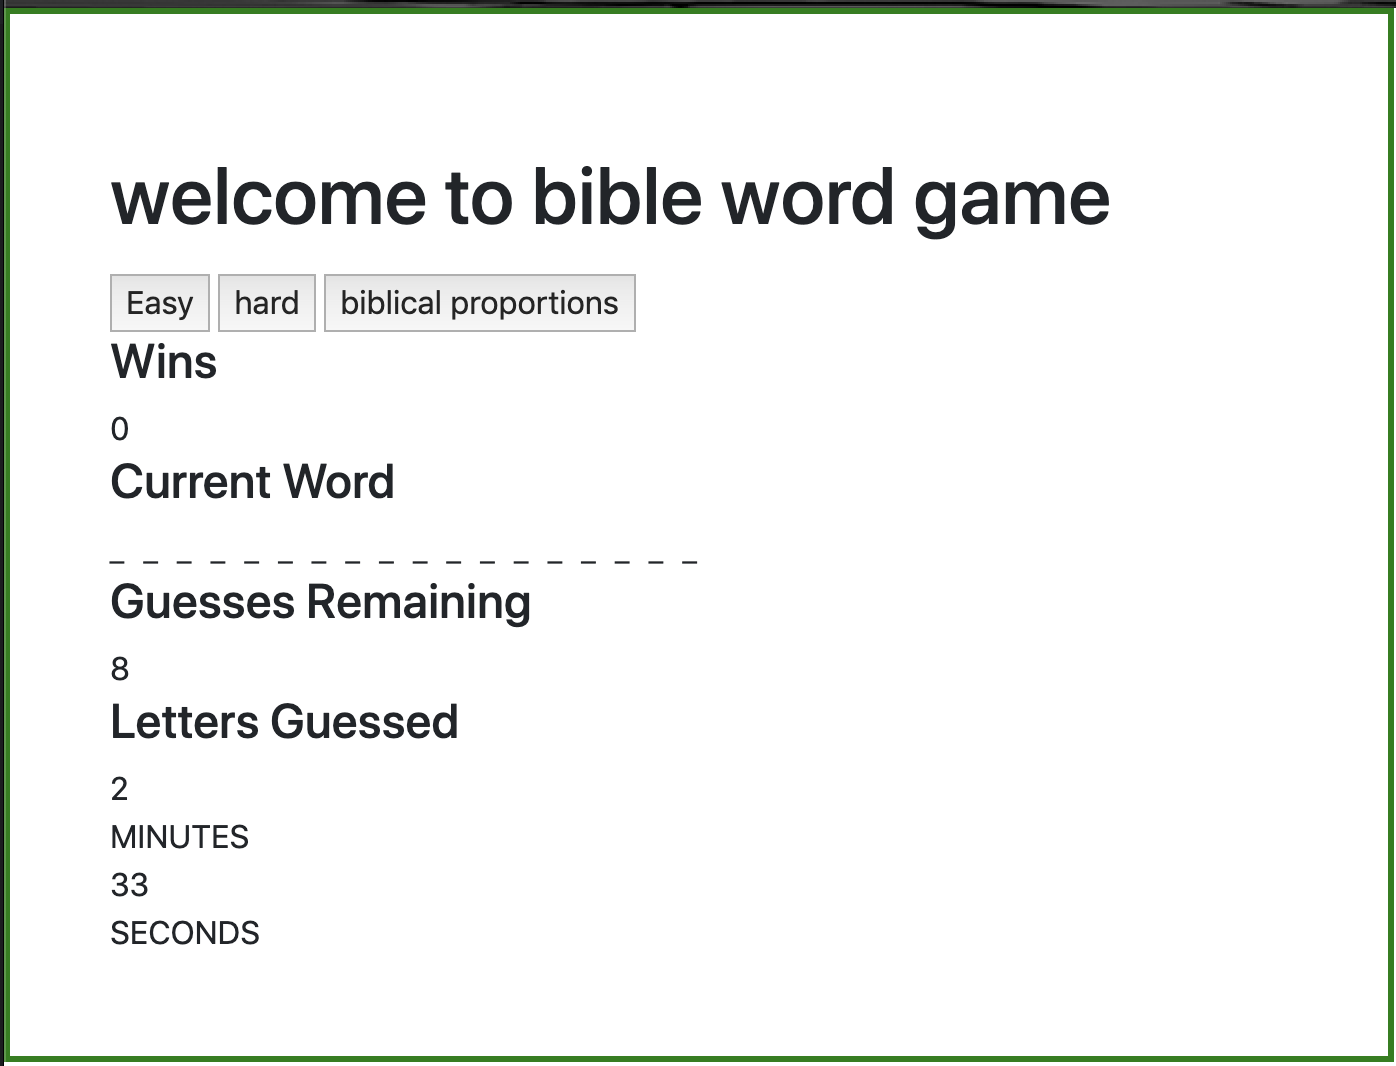 welcome to bible word game
Easy hard biblical proportions
Wins
0
Current Word
_ _ _ _ _ _ _ _ _ _ _ _ _ _ _ _ _ _
Guesses Remaining
8
Letters Guessed
2
MINUTES
33
SECONDS